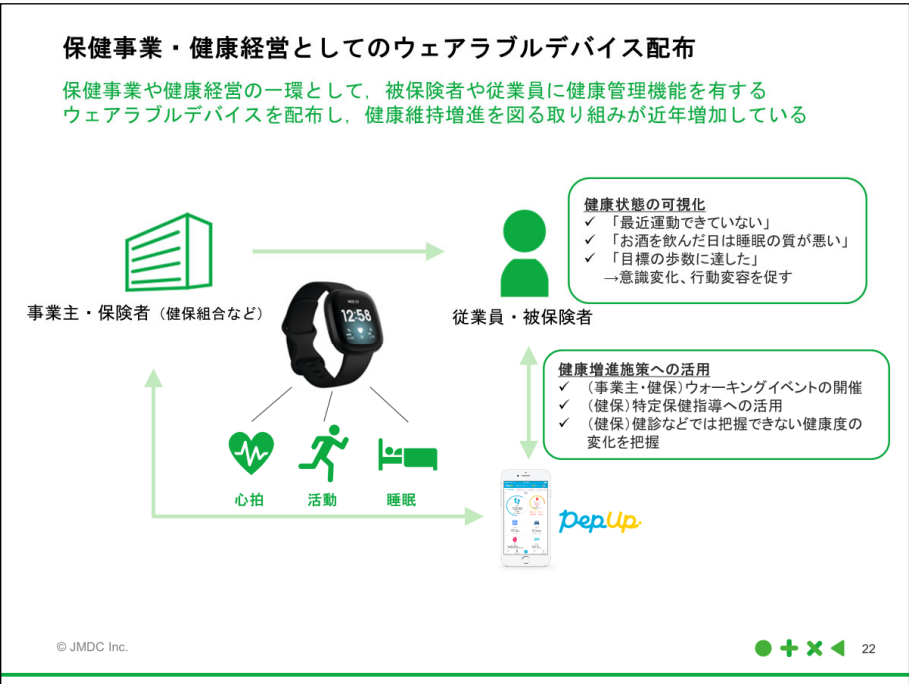 保健事業・健康経営としてのウェアラブルデバイス配布
保健事業や健康経営の一環として，被保険者や従業員に健康管理機能を有する
ウェアラブルデバイスを配布し，健康維持増進を図る取り組みが近年増加している
事業主・保険者（健保組合など）
12:58
心拍
活動
睡眠
従業員・被保険者
健康状態の可視化
✓ 「最近運動できていない」
✓ 「お酒を飲んだ日は睡眠の質が悪い」
✓ 「目標の歩数に達した」
→意識変化、行動変容を促す
健康増進施策への活用
✓ （事業主・健保）ウォーキングイベントの開催
✓ （健保）特定保健指導への活用
✓ （健保）健診などでは把握できない健康度の
変化を把握
PepUp
© JMDC Inc.
22